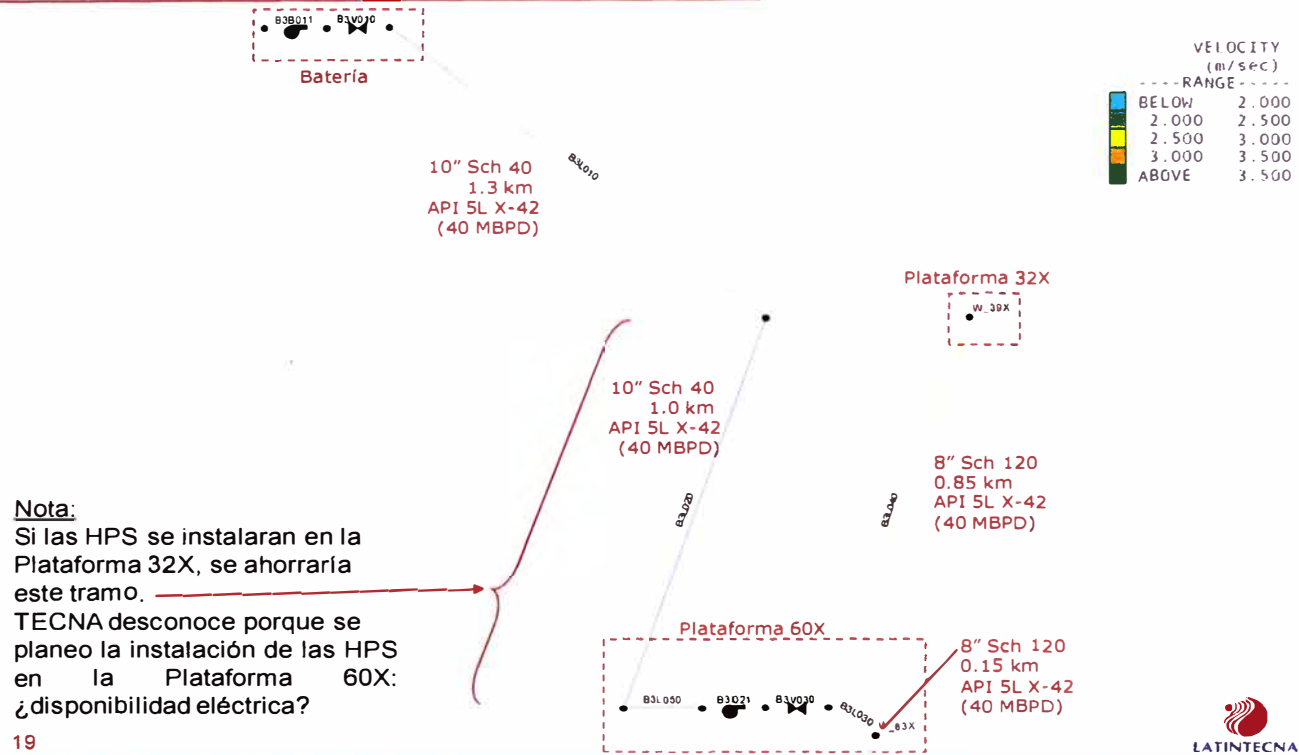 B3B011
B3V010
Batería
VELOCITY
(m/sec)
----RANGE-----
BELOW 2.000
2.000 2.500
2.500 3.000
3.000 3.500
ABOVE 3.500
10" Sch 40
1.3 km
API 5L X-42
(40 MBPD)
B3L010
Plataforma 32X
W_39X
10" Sch 40
1.0 km
API 5L X-42
(40 MBPD)
B3L020
B3L040
8" Sch 120
0.85 km
API 5L X-42
(40 MBPD)
Nota:
Si las HPS se instalaran en la
Plataforma 32X, se ahorraría
este tramo.
TECNA desconoce porque se
planeo la instalación de las HPS
en la Plataforma 60X:
¿disponibilidad eléctrica?
Plataforma 60X
B3L050
B3V030
B3L030
_63X
8" Sch 120
0.15 km
API 5L X-42
(40 MBPD)
19
LATINTECNA